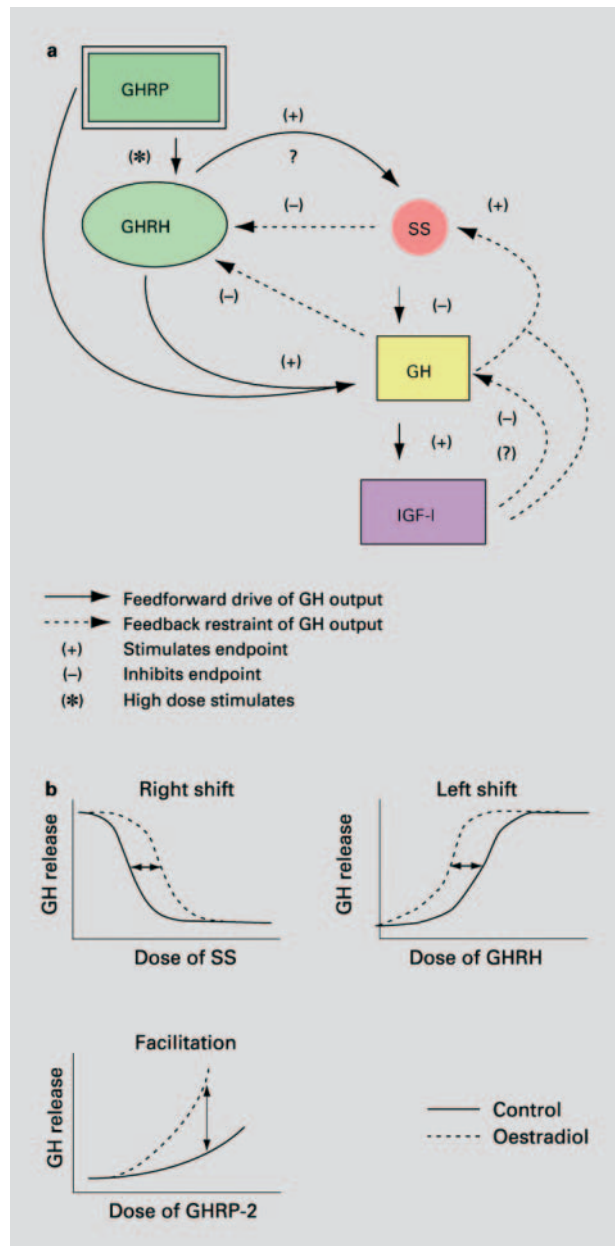 a
GHRP
(+)
(*)
?
GHRH
(–)
SS
(+)
(–)
(–)
(+)
GH
(–)
(+)
(?)
IGF-I
Feedforward drive of GH output
Feedback restraint of GH output
(+) Stimulates endpoint
(–) Inhibits endpoint
(*) High dose stimulates
b
Right shift
GH release
Dose of SS
Left shift
GH release
Dose of GHRH
Facilitation
GH release
Dose of GHRP-2
Control
Oestradiol